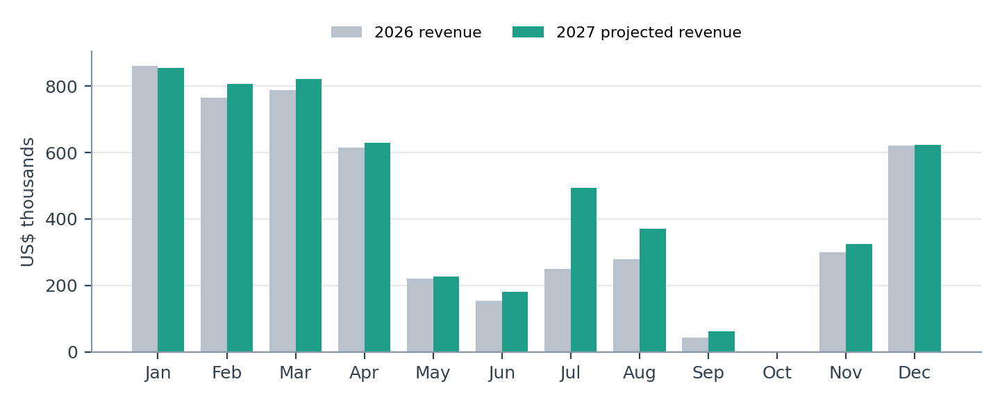 2026 revenue 2027 projected revenue
US$ thousands
800
600
400
200
0
Jan Feb Mar Apr May Jun Jul Aug Sep Oct Nov Dec